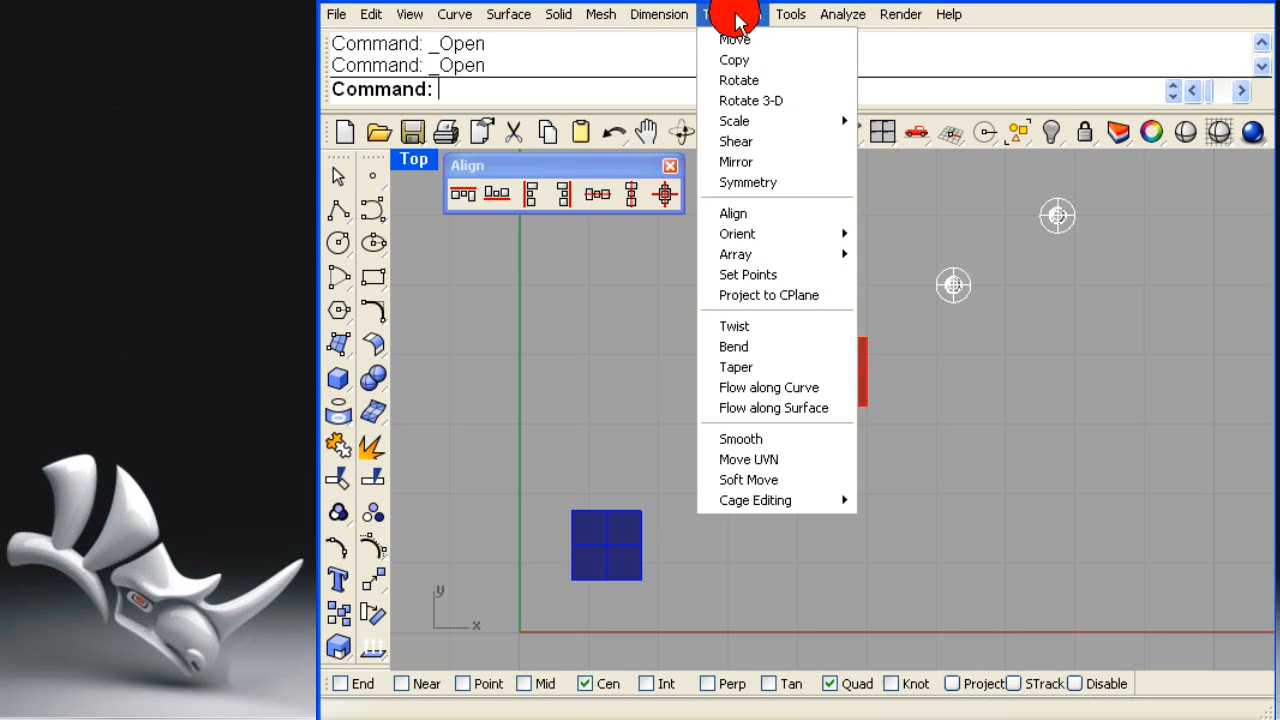 File Edit View Curve Surface Solid Mesh Dimension Tools Analyze Render Help
Command: _Open
Command: _Open
Command:
Top
Align
Move
Copy
Rotate
Rotate 3-D
Scale
Shear
Mirror
Symmetry
Align
Orient
Array
Set Points
Project to CPlane
Twist
Bend
Taper
Flow along Curve
Flow along Surface
Smooth
Move UVN
Soft Move
Cage Editing
y
x
End Near Point Mid Cen Int Perp Tan Quad Knot Project STrack Disable